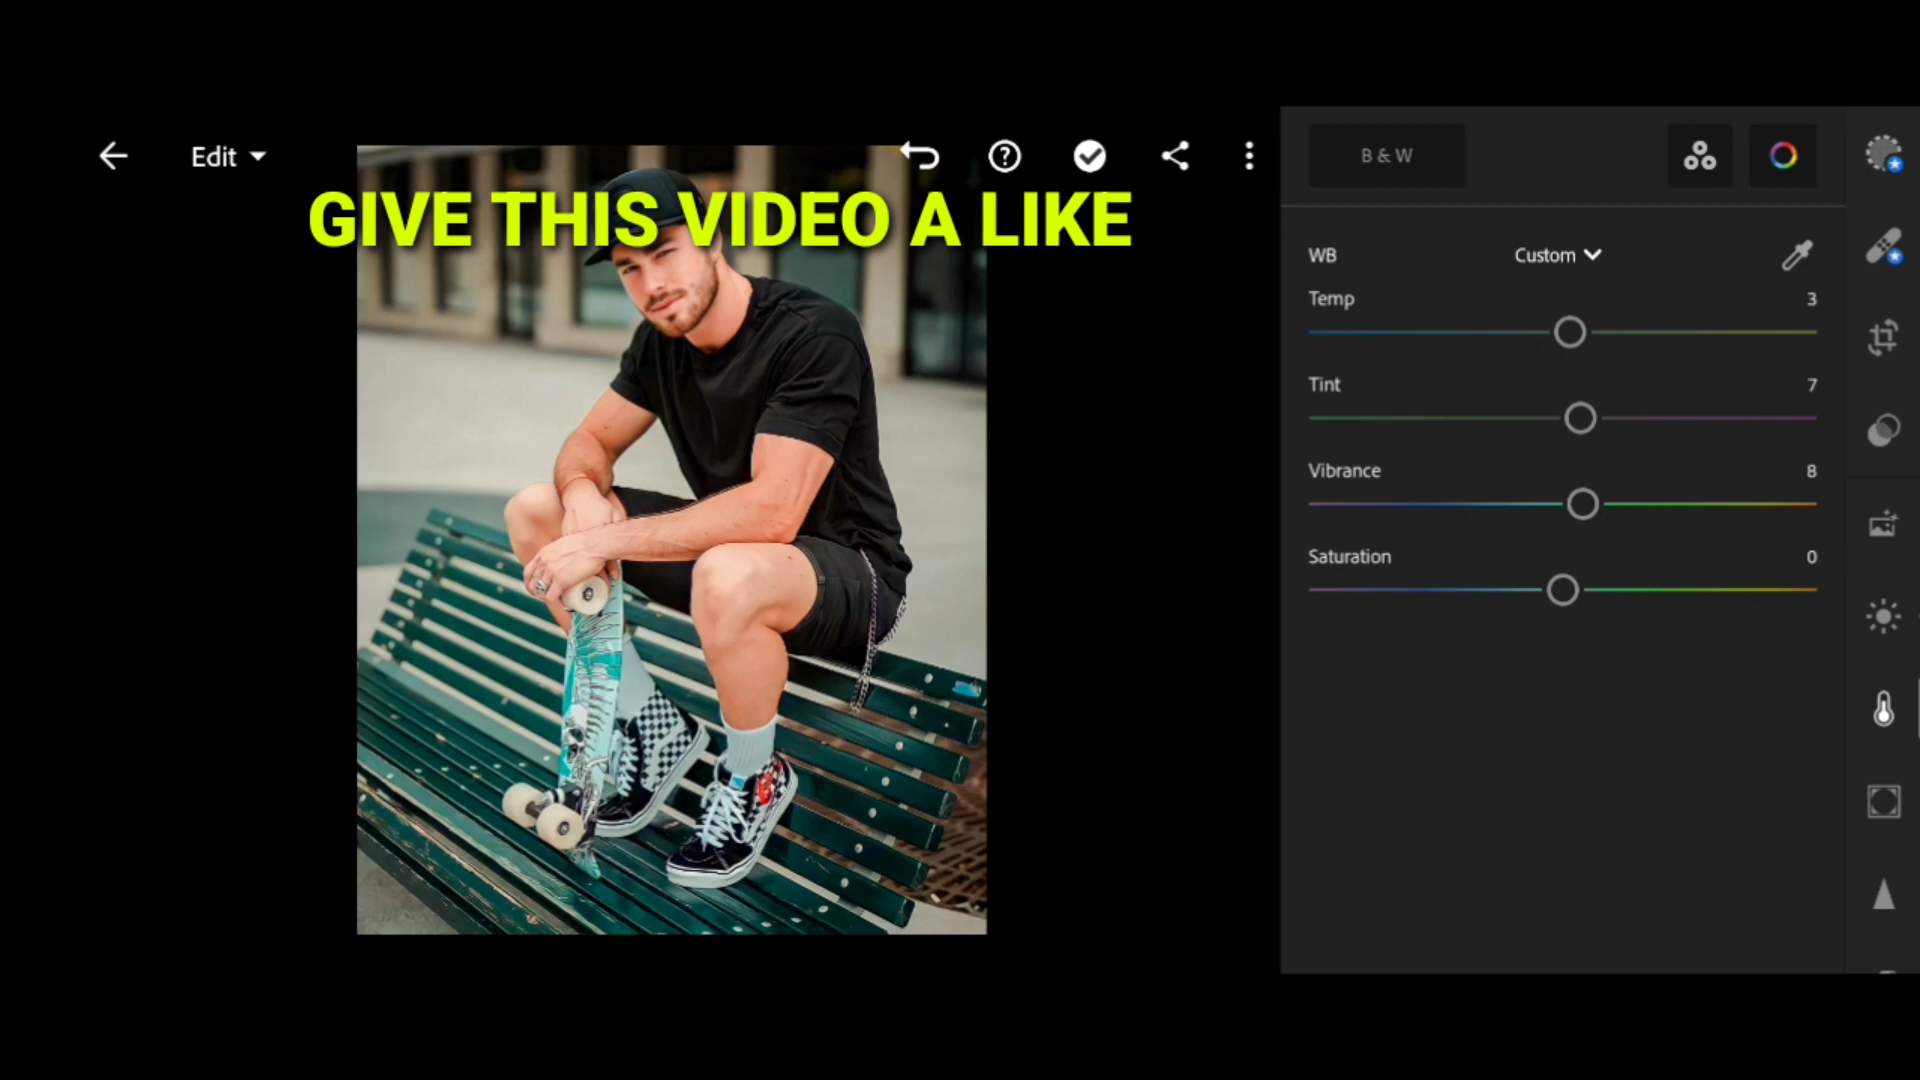 Edit
GIVE THIS VIDEO A LIKE
B & W
WB Custom
Temp 3
Tint 7
Vibrance 8
Saturation 0